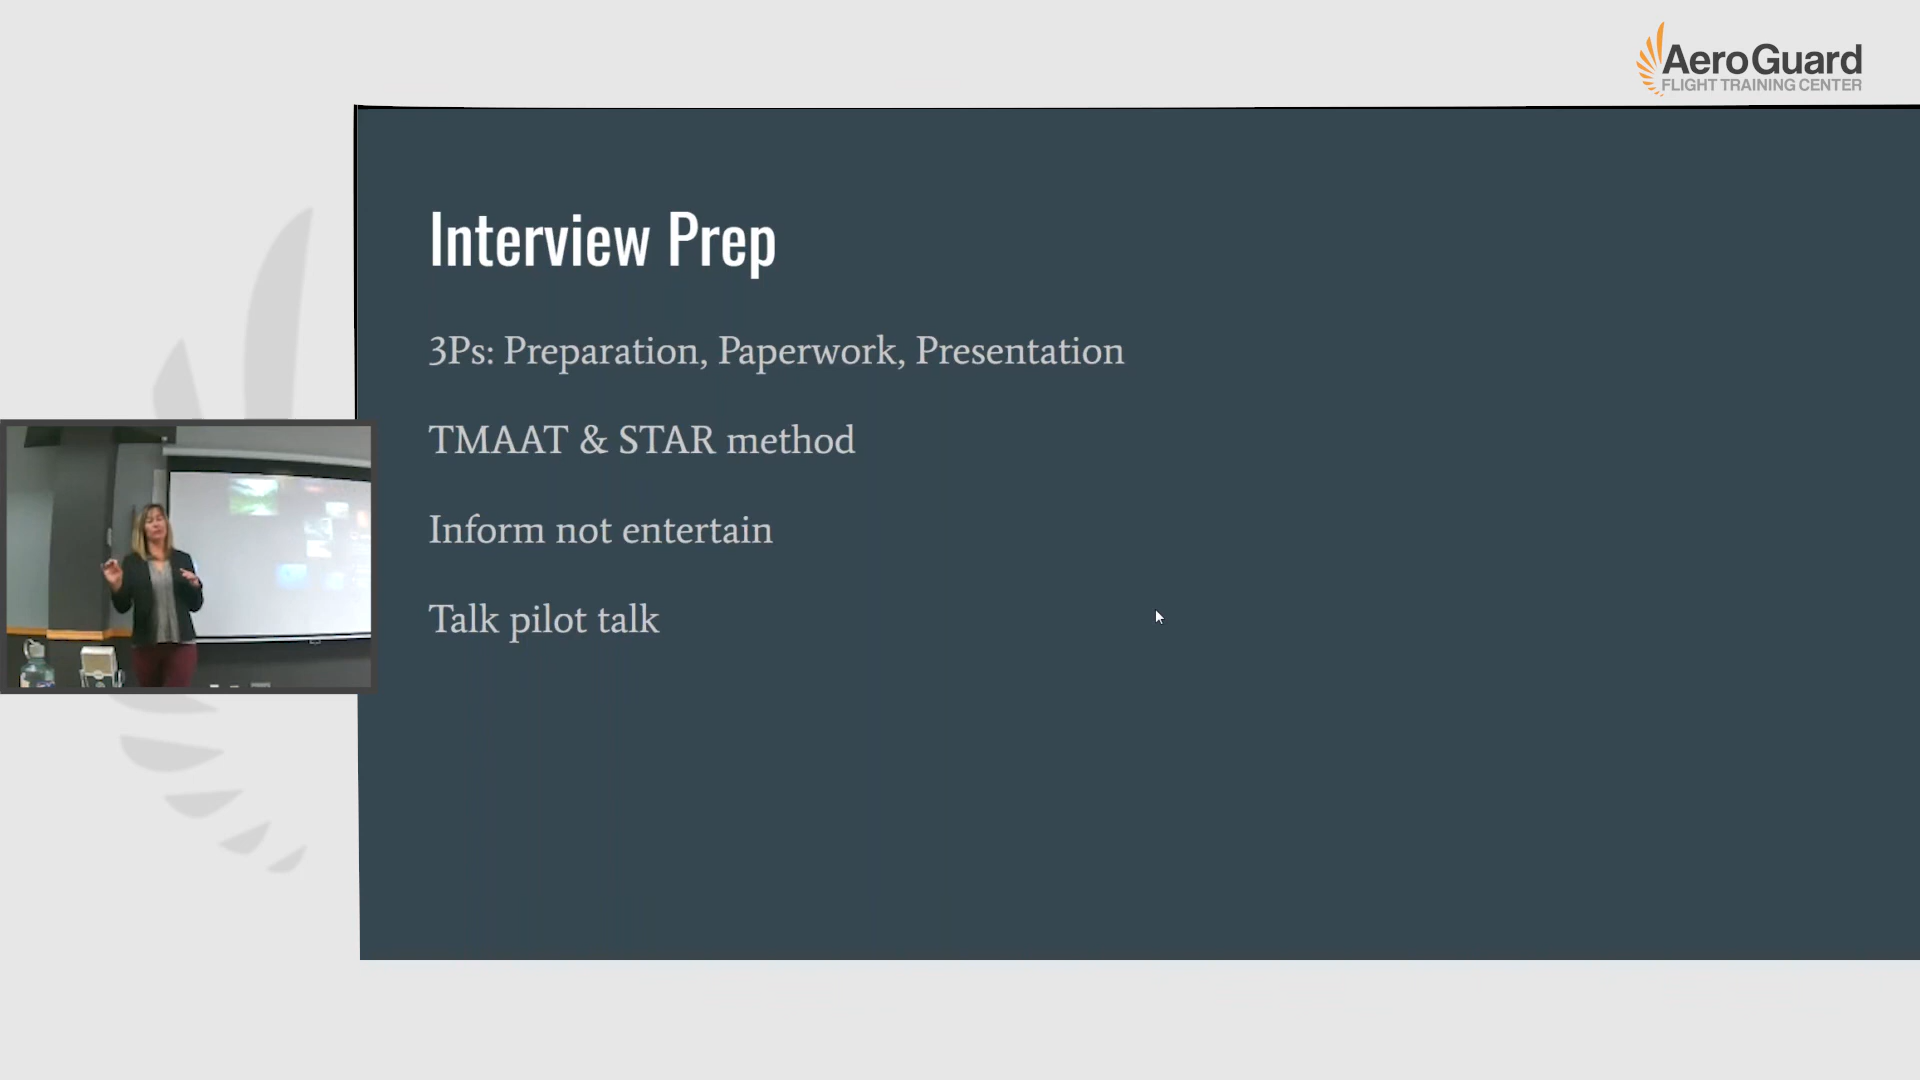 AeroGuard
FLIGHT TRAINING CENTER
Interview Prep
3Ps: Preparation, Paperwork, Presentation
TMAAT & STAR method
Inform not entertain
Talk pilot talk